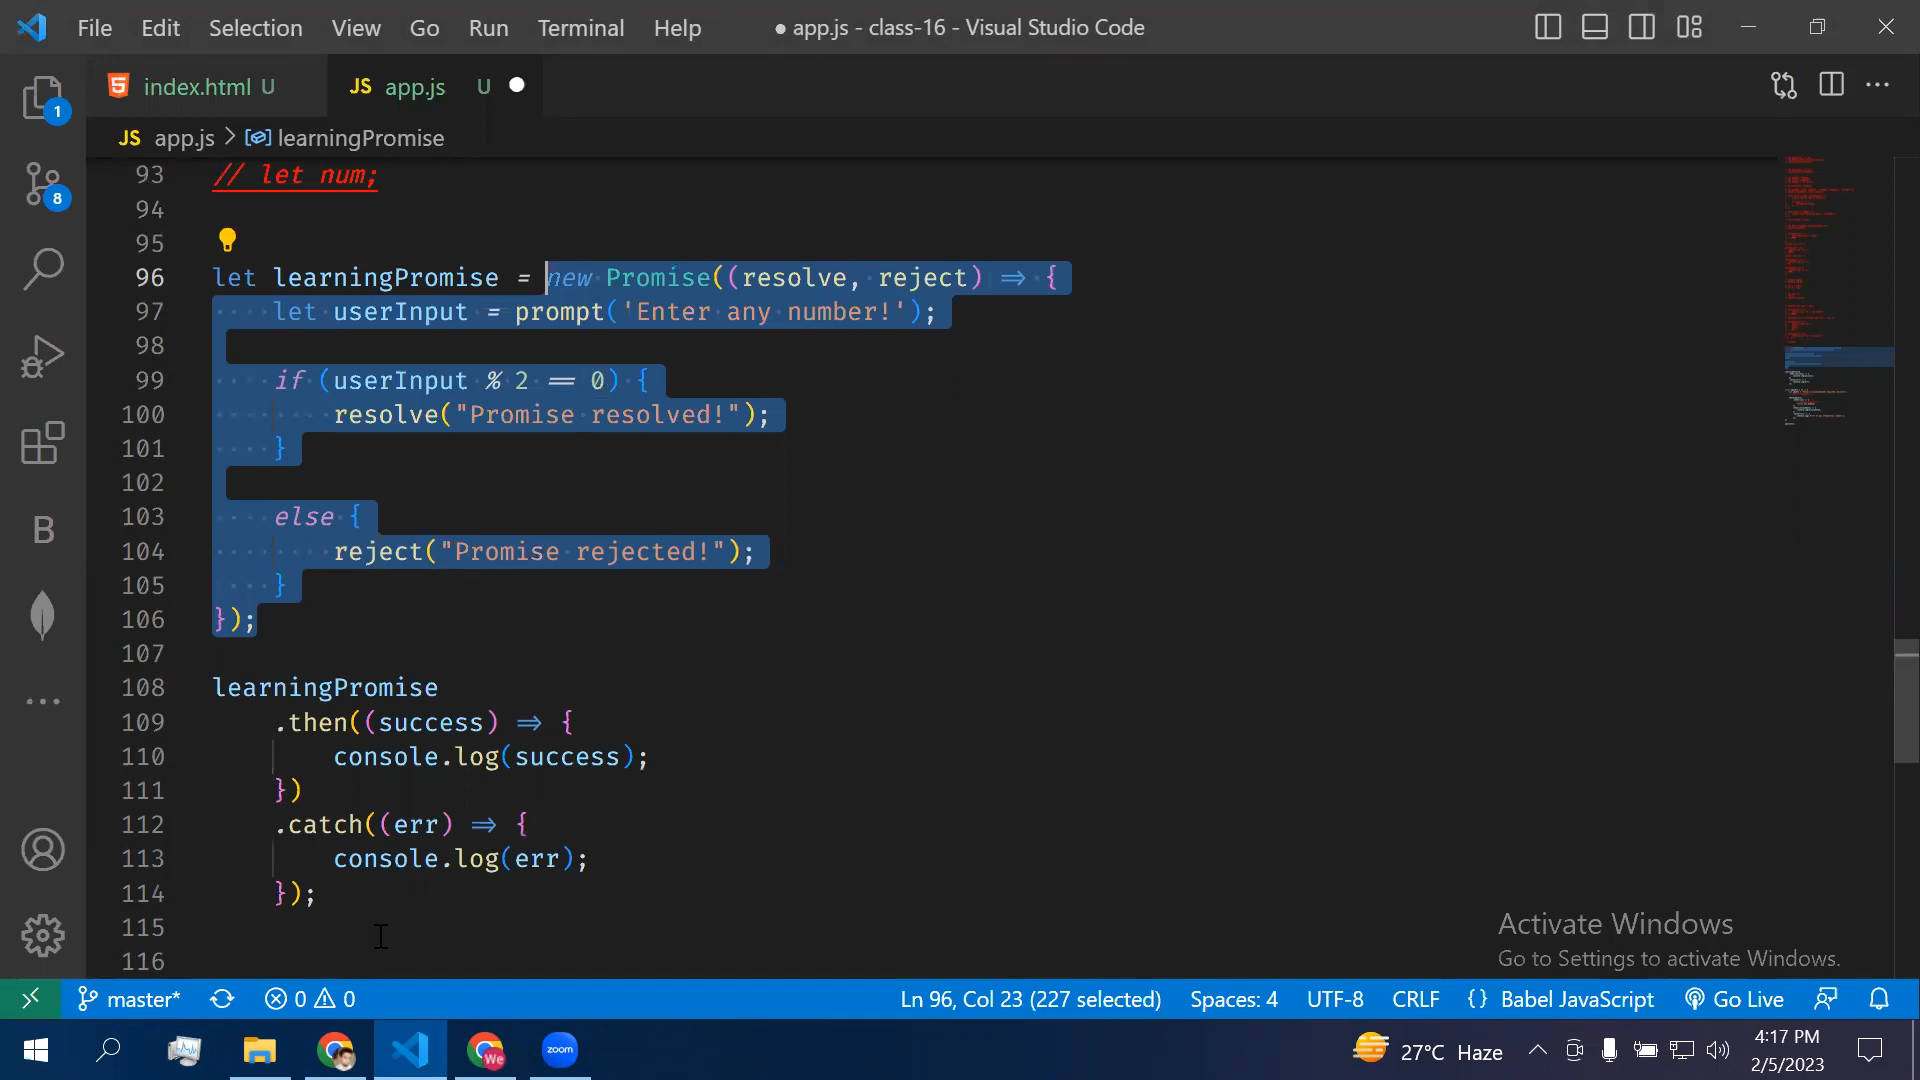 File Edit Selection View Go Run Terminal Help ● app.js - class-16 - Visual Studio Code
index.html U JS app.js U
JS app.js > learningPromise
93 // let num;
94
95
96 let learningPromise = new Promise((resolve, reject) => {
97 let userInput = prompt('Enter any number!');
98
99 if (userInput % 2 == 0) {
100 resolve("Promise resolved!");
101 }
102
103 else {
104 reject("Promise rejected!");
105 }
106 });
107
108 learningPromise
109 .then((success) => {
110 console.log(success);
111 })
112 .catch((err) => {
113 console.log(err);
114 });
115
116
1
8
B
Activate Windows
Go to Settings to activate Windows.
master* 0 0 Ln 96, Col 23 (227 selected) Spaces: 4 UTF-8 CRLF {} Babel JavaScript Go Live
We zoom 27°C Haze 4:17 PM
2/5/2023